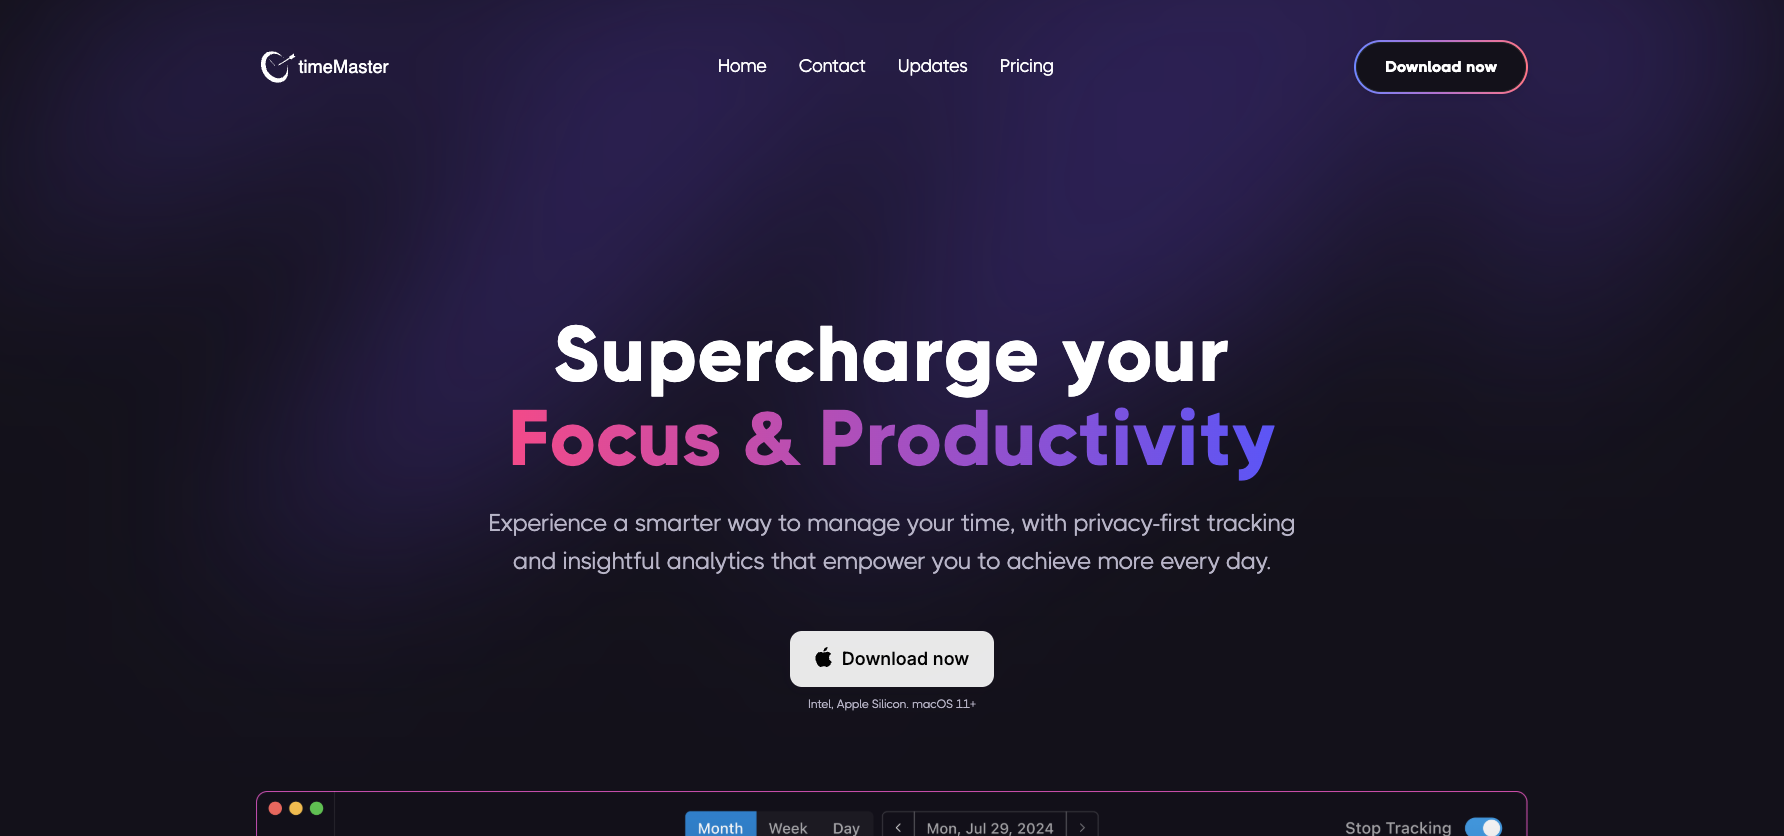 timeMaster
Home Contact Updates Pricing
Download now
Supercharge your
Focus & Productivity
Experience a smarter way to manage your time, with privacy-first tracking
and insightful analytics that empower you to achieve more every day.
Download now
Intel, Apple Silicon. macOS 11+
Month Week Day < Mon, Jul 29, 2024 > Stop Tracking